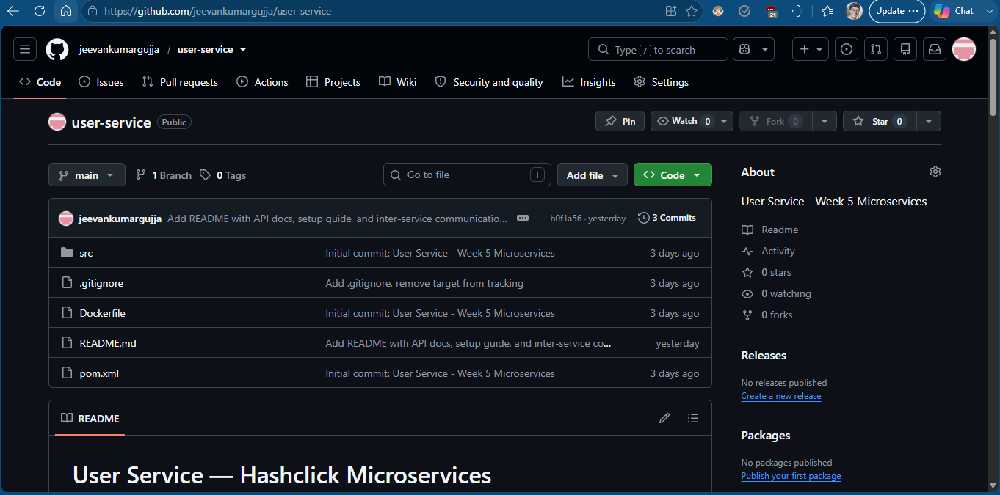 https://github.com/jeevankumargujja/user-service
21
Update
Chat
jeevankumargujja / user-service
Type / to search
Code
Issues
Pull requests
Actions
Projects
Wiki
Security and quality
Insights
Settings
user-service Public
Pin
Watch 0
Fork 0
Star 0
main
1 Branch
0 Tags
Go to file T
Add file
Code
jeevankumargujja Add README with API docs, setup guide, and inter-service communicatio... b0f1a56 · yesterday 3 Commits
src Initial commit: User Service - Week 5 Microservices 3 days ago
.gitignore Add .gitignore, remove target from tracking 3 days ago
Dockerfile Initial commit: User Service - Week 5 Microservices 3 days ago
README.md Add README with API docs, setup guide, and inter-service co... yesterday
pom.xml Initial commit: User Service - Week 5 Microservices 3 days ago
README
User Service — Hashclick Microservices
About
User Service - Week 5 Microservices
Readme
Activity
0 stars
0 watching
0 forks
Releases
No releases published
Create a new release
Packages
No packages published
Publish your first package